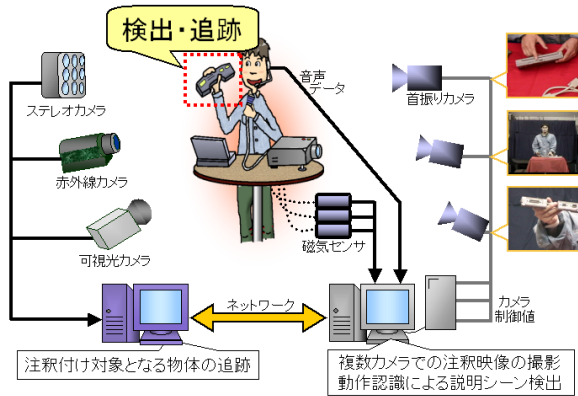 検出・追跡
音声
データ
ステレオカメラ
首振りカメラ
赤外線カメラ
磁気センサ
可視光カメラ
ネットワーク
カメラ
制御値
注釈付け対象となる物体の追跡
複数カメラでの注釈映像の撮影
動作認識による説明シーン検出